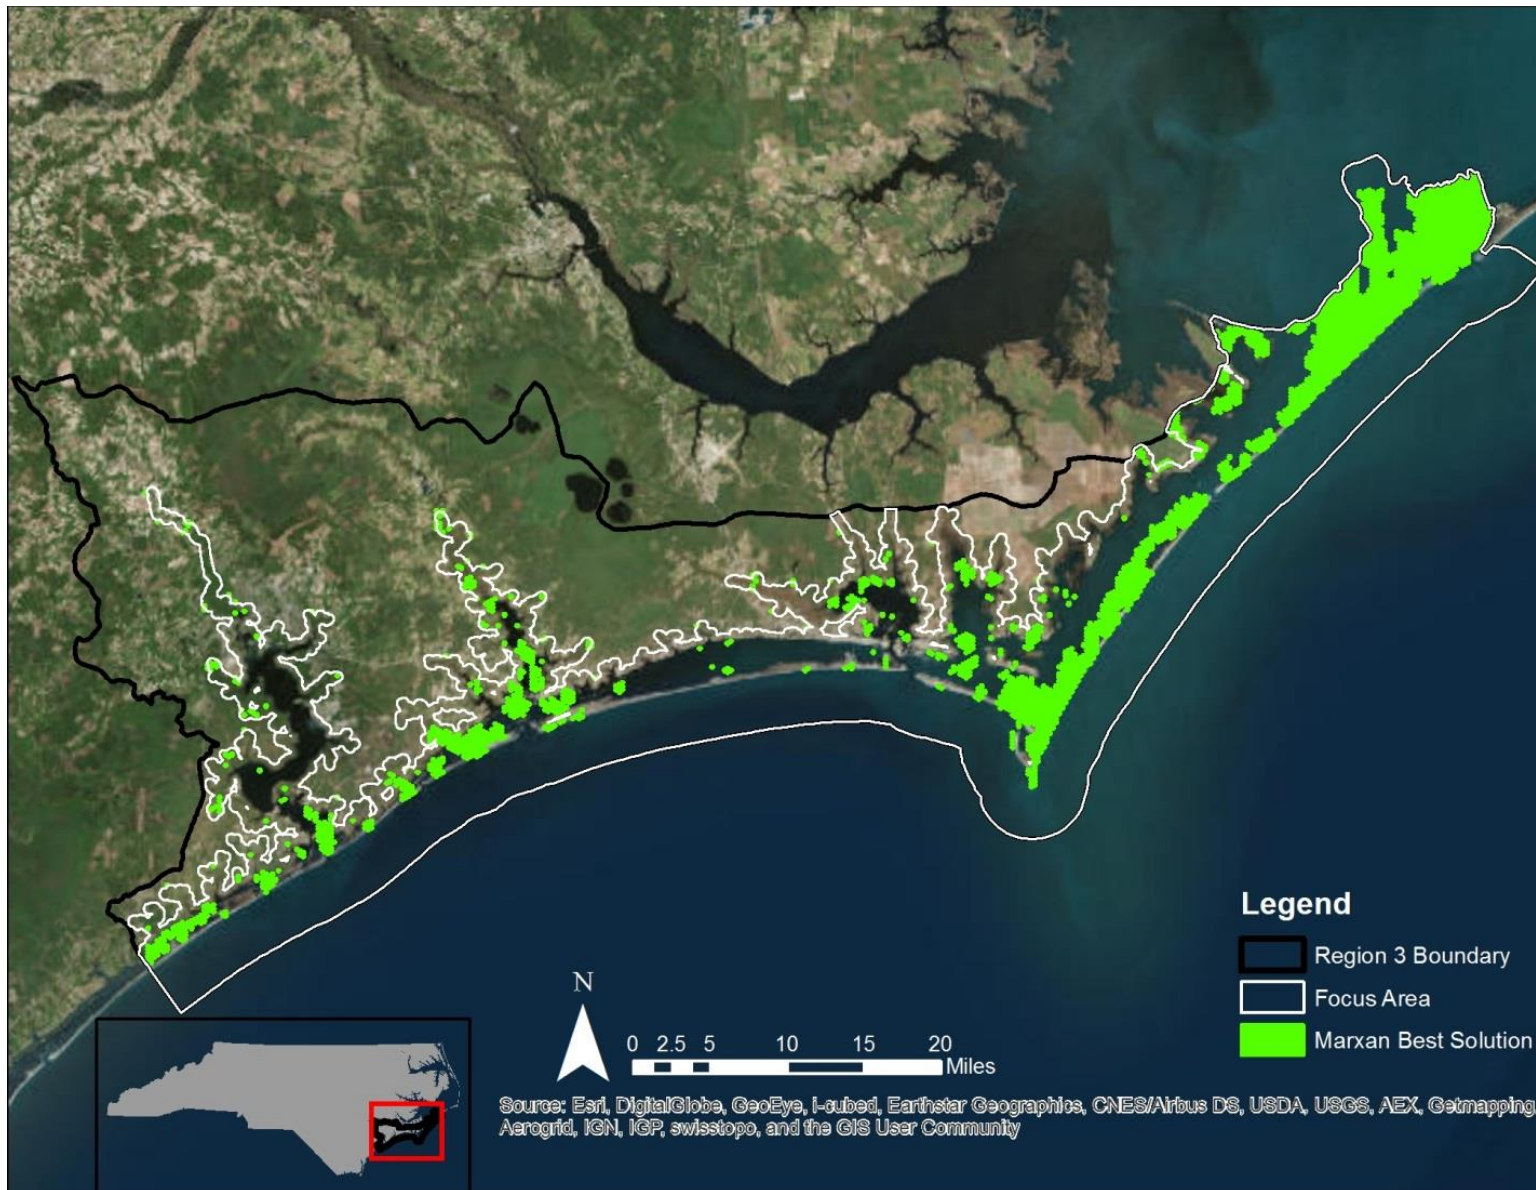 Legend
Region 3 Boundary
Focus Area
Marxan Best Solution
N
0 2.5 5 10 15 20
Miles
Source: Esri, DigitalGlobe, GeoEye, i-cubed, Earthstar Geographics, CNES/Airbus DS, USDA, USGS, AEX, Getmapping,
Aerogrid, IGN, IGP, swisstopo, and the GIS User Community